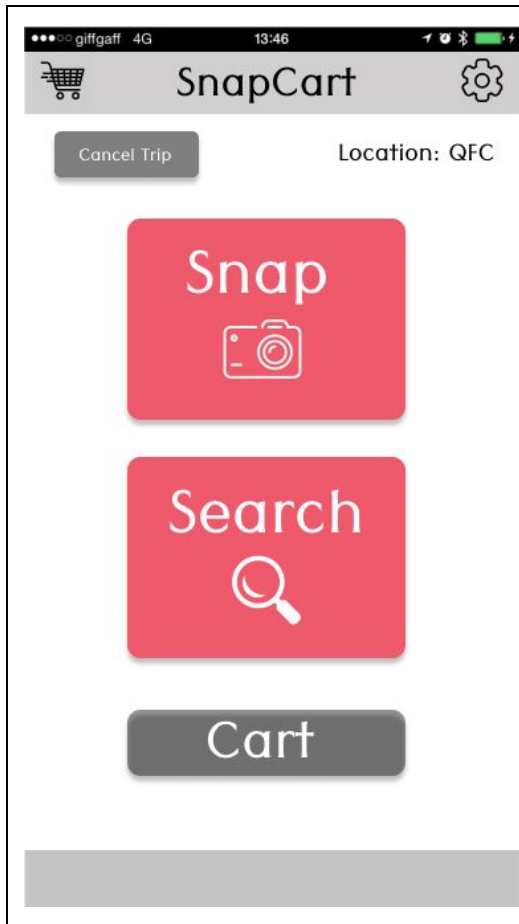 giffgaff 4G 13:46
SnapCart
Cancel Trip Location: QFC
Snap
Search
Cart